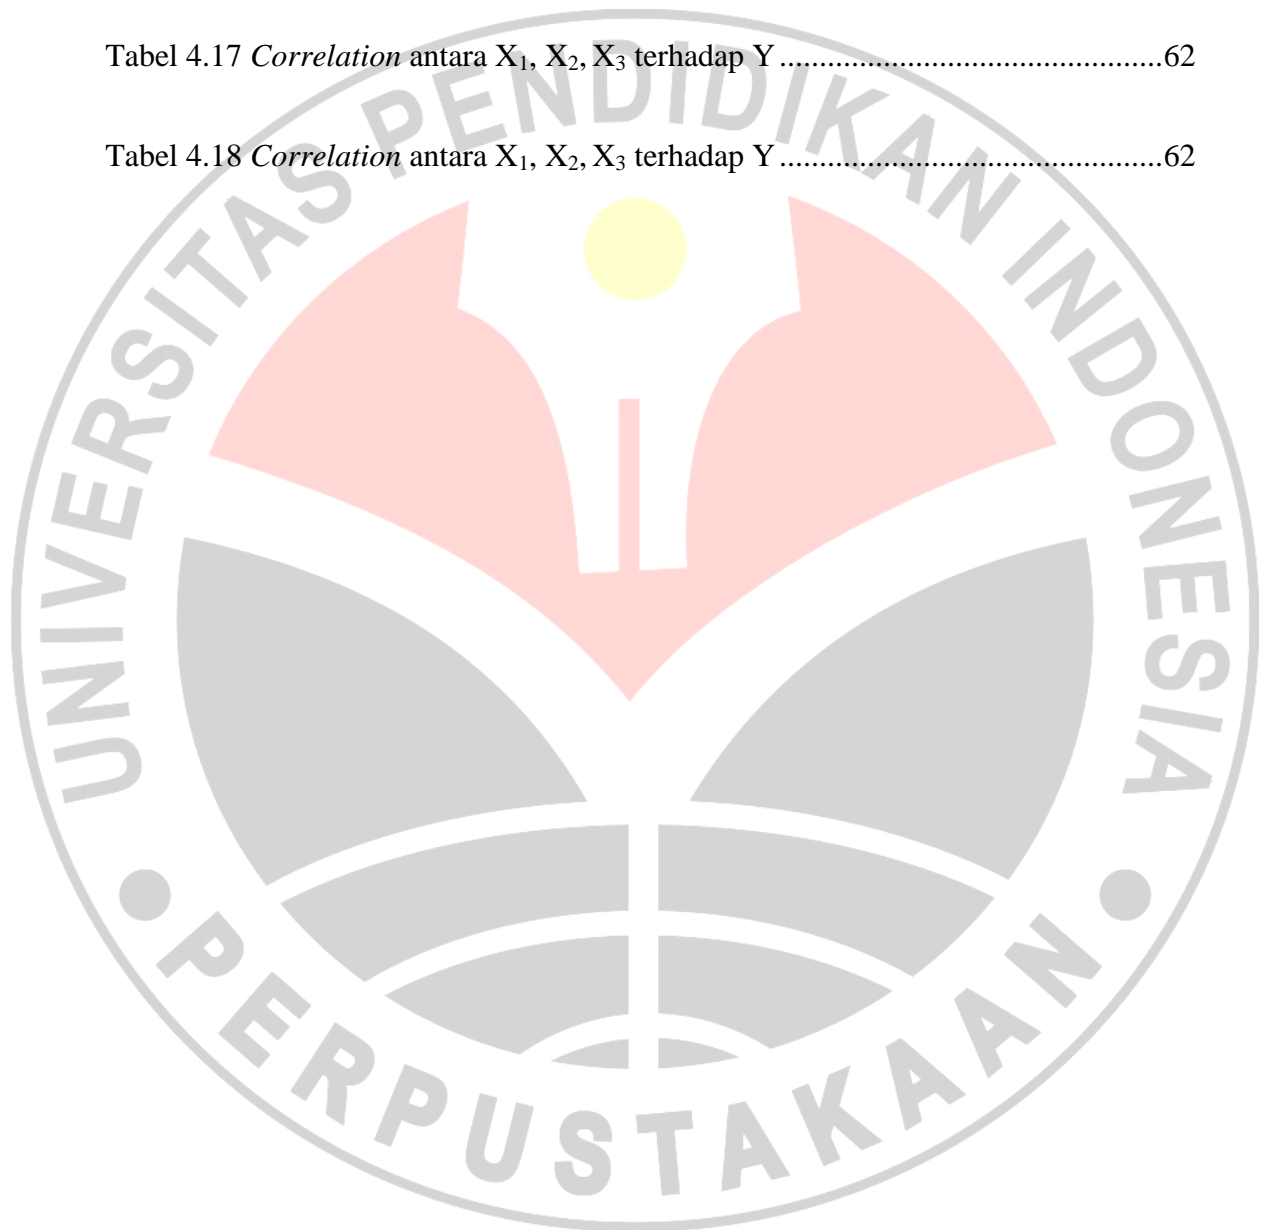 Tabel 4.17 Correlation antara X₁, X₂, X₃ terhadap Y ................................................62
Tabel 4.18 Correlation antara X₁, X₂, X₃ terhadap Y ................................................62
UNIVERSITAS PENDIDIKAN INDONESIA
PERPUSTAKAAN